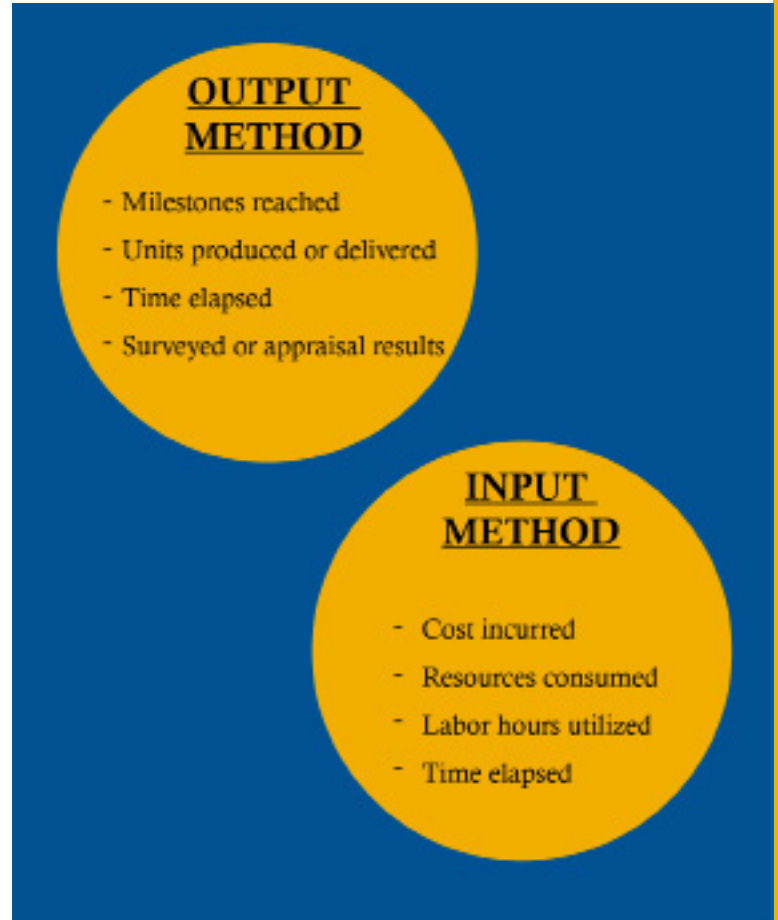 OUTPUT
METHOD
- Milestones reached
- Units produced or delivered
- Time elapsed
- Surveyed or appraisal results
INPUT
METHOD
- Cost incurred
- Resources consumed
- Labor hours utilized
- Time elapsed